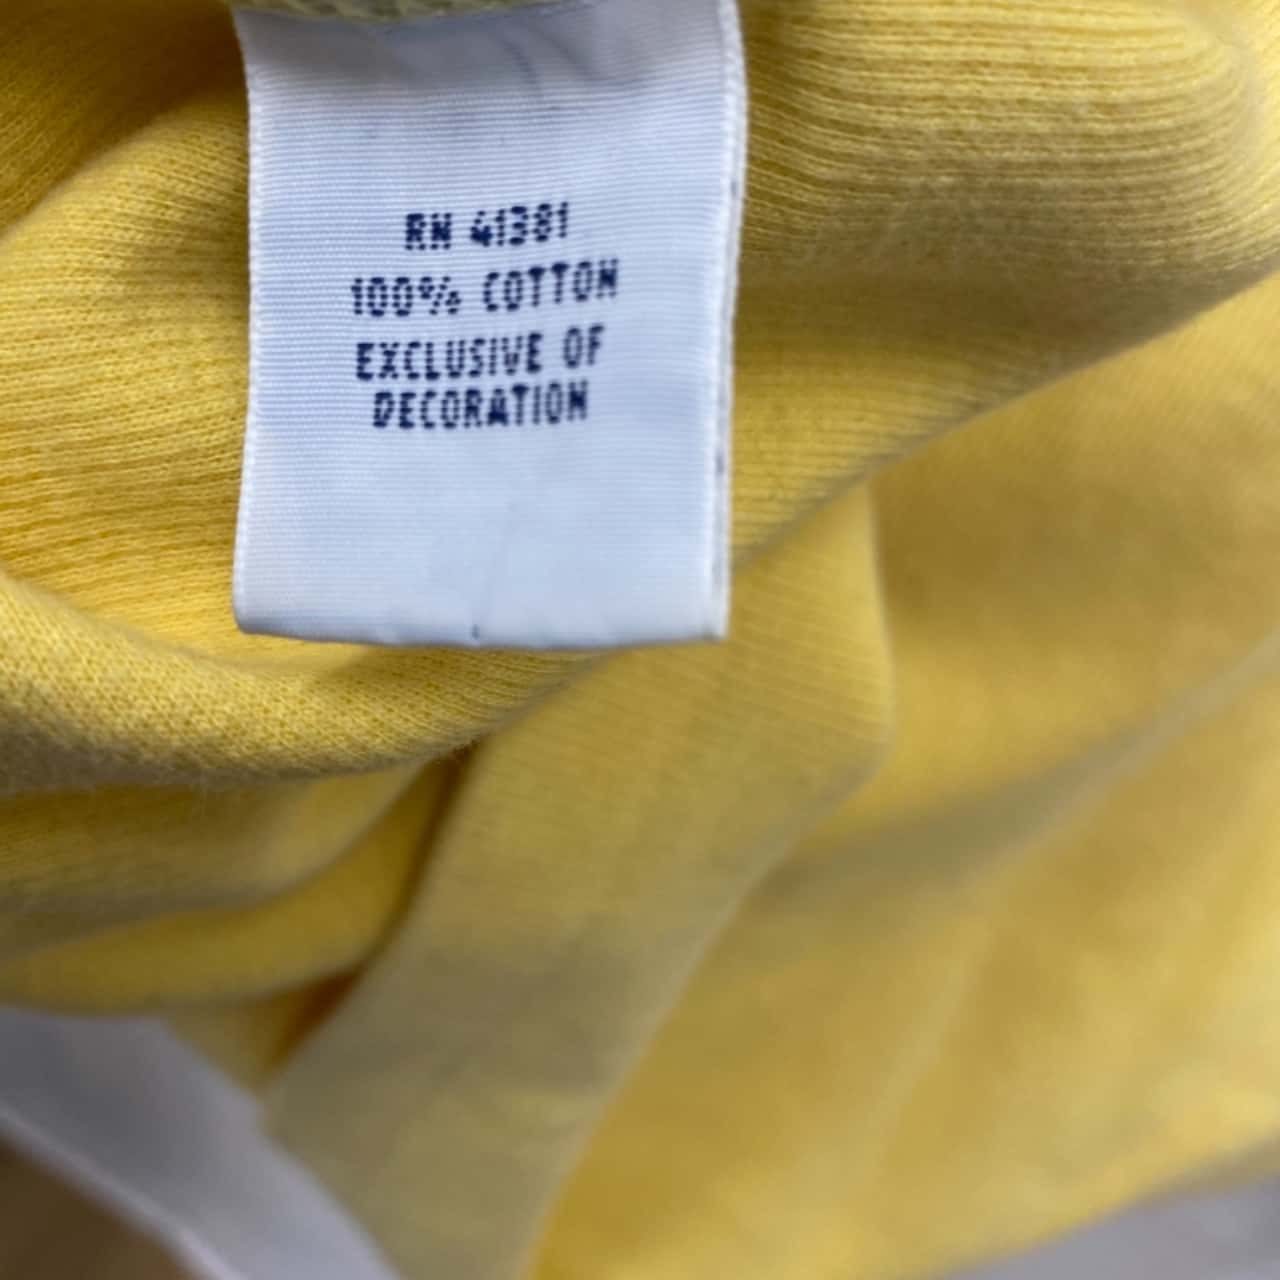 RN 41381
100% COTTON
EXCLUSIVE OF
DECORATION